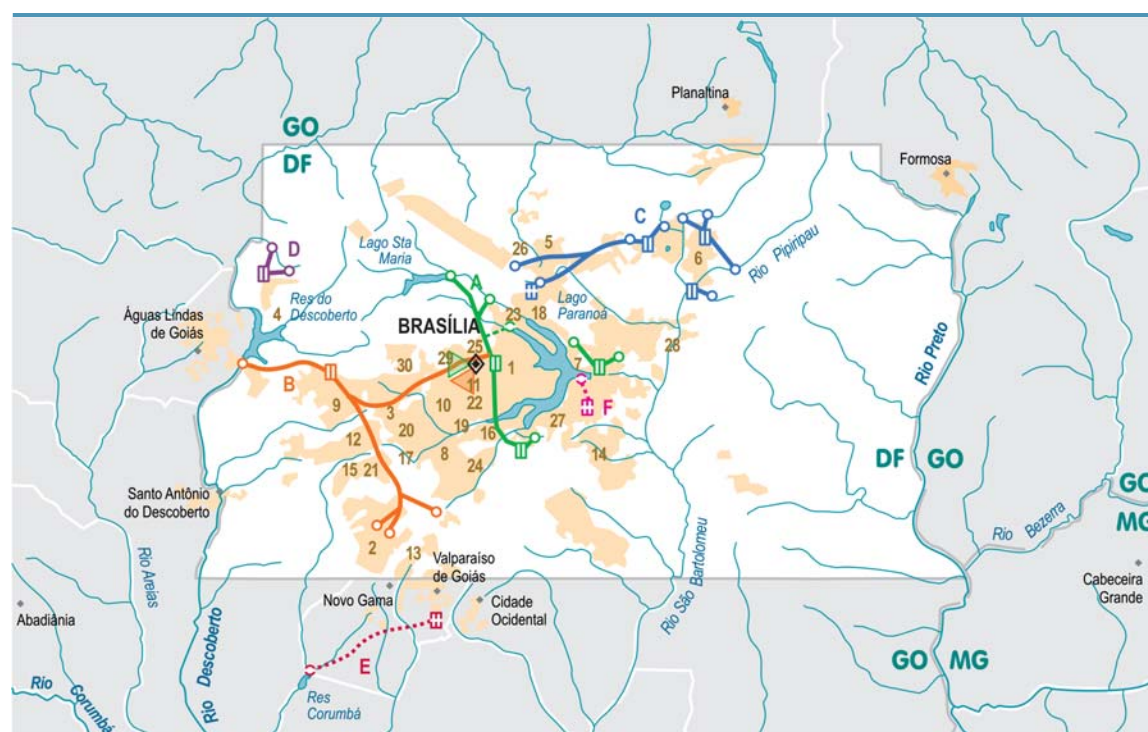 Planaltina
GO
DF
Formosa
C
5
26
6
D
Lago Sta
Maria
Rio Pipiripau
A
Res do
Descoberto
4
Lago
Paranoá
23
18
Águas Lindas
de Goiás
BRASÍLIA
25
28
Rio Preto
30
29
1
7
B
11
9
10
22
F
3
19
27
12
20
16
8
14
17
24
DF
GO
15
21
Santo Antônio
do Descoberto
GO
MG
Rio Bezerra
2
13
Valparaíso
de Goiás
Rio Areias
Rio São Bartolomeu
Cabeceira
Grande
Novo Gama
Cidade
Ocidental
Abadiânia
Rio Descoberto
E
GO
MG
Rio
Corumbá
Res
Corumbá